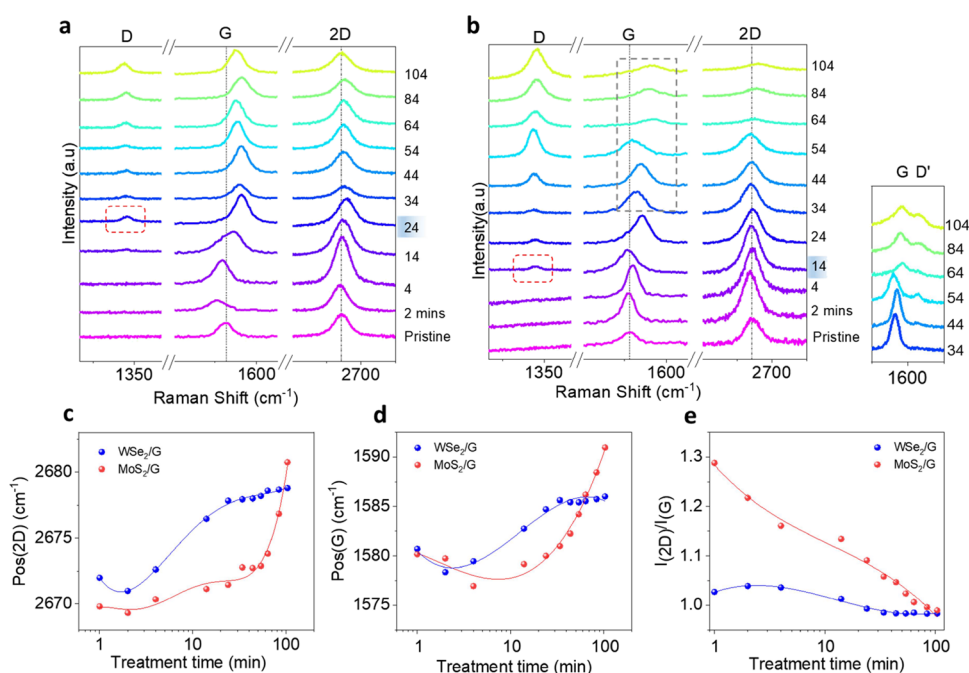 a
D
G
2D
104
84
64
54
44
34
24
14
4
2 mins
Pristine
Intensity (a.u)
1350
1600
2700
Raman Shift (cm-1)
b
D
G
2D
104
84
64
54
44
34
24
14
4
2 mins
Pristine
Intensity(a.u)
1350
1600
2700
Raman Shift (cm-1)
G D'
104
84
64
54
44
34
1600
c
WSe2/G
MoS2/G
2680
2675
2670
Pos(2D) (cm-1)
1
10
100
Treatment time (min)
d
WSe2/G
MoS2/G
1590
1585
1580
1575
Pos(G) (cm-1)
1
10
100
Treatment time (min)
e
WSe2/G
MoS2/G
1.3
1.2
1.1
1.0
I(2D)/I(G)
1
10
100
Treatment time (min)